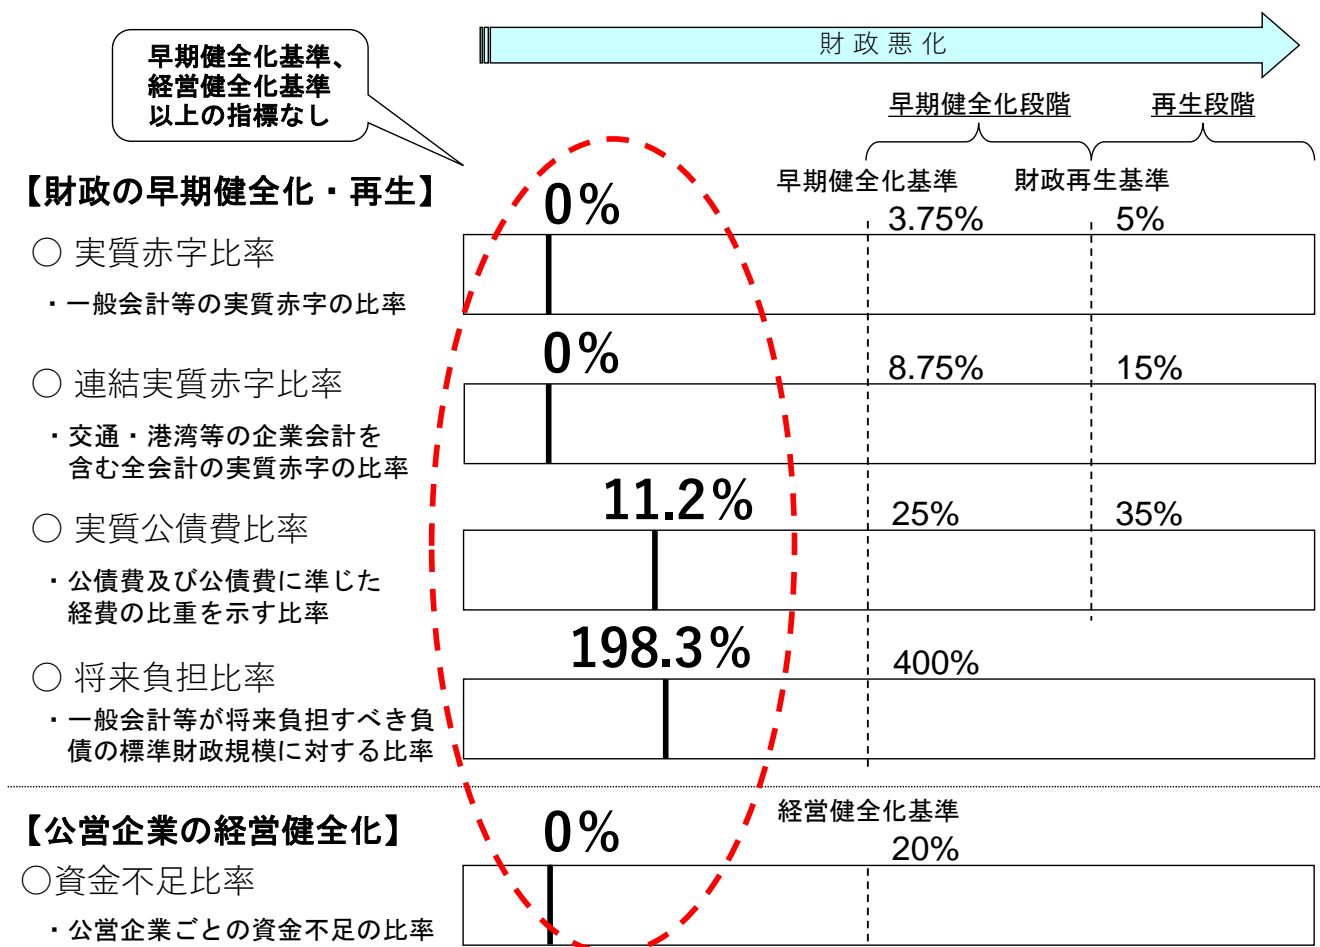 財政悪化
早期健全化基準、
経営健全化基準
以上の指標なし
早期健全化段階
再生段階
【財政の早期健全化・再生】
早期健全化基準
財政再生基準
0%
3.75%
5%
○ 実質赤字比率
・一般会計等の実質赤字の比率
0%
8.75%
15%
○ 連結実質赤字比率
・交通・港湾等の企業会計を
含む全会計の実質赤字の比率
11.2%
25%
35%
○ 実質公債費比率
・公債費及び公債費に準じた
経費の比重を示す比率
198.3%
400%
○ 将来負担比率
・一般会計等が将来負担すべき負
債の標準財政規模に対する比率
【公営企業の経営健全化】
0%
経営健全化基準
20%
○資金不足比率
・公営企業ごとの資金不足の比率